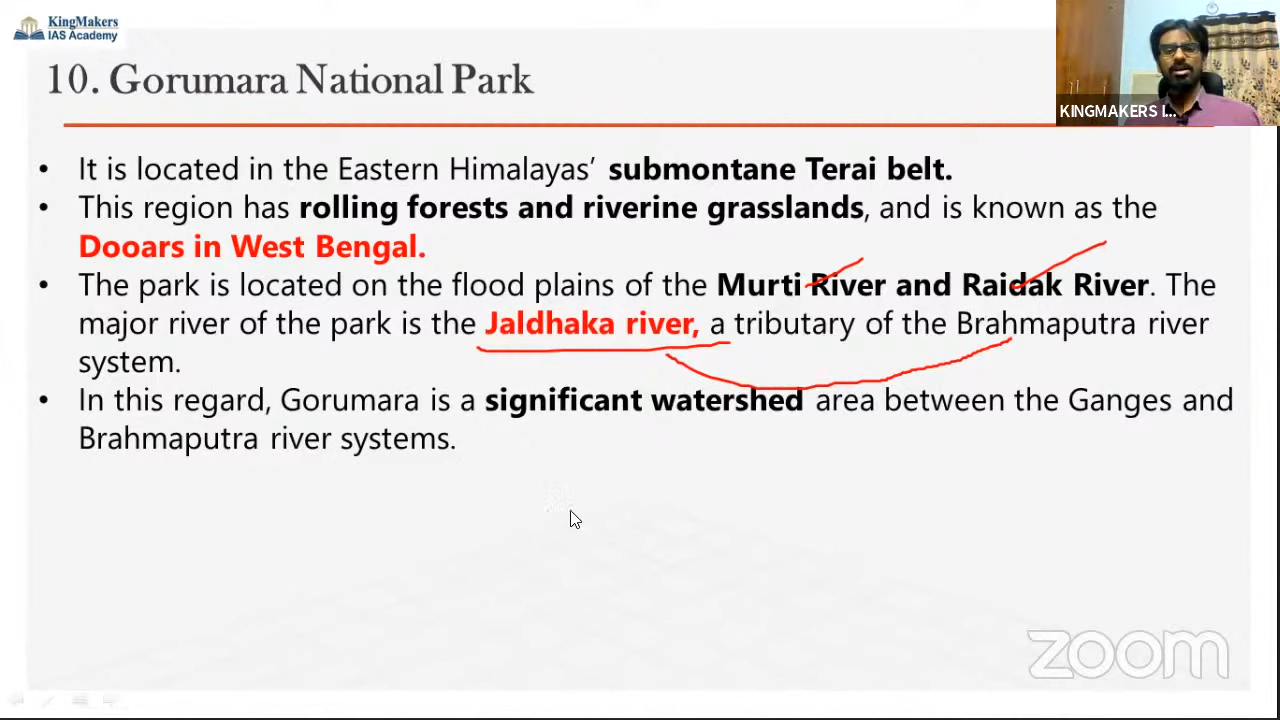 KingMakers
IAS Academy
10. Gorumara National Park
KINGMAKERS I...
• It is located in the Eastern Himalayas’ submontane Terai belt.
• This region has rolling forests and riverine grasslands, and is known as the
Dooars in West Bengal.
• The park is located on the flood plains of the Murti River and Raidak River. The
major river of the park is the Jaldhaka river, a tributary of the Brahmaputra river
system.
• In this regard, Gorumara is a significant watershed area between the Ganges and
Brahmaputra river systems.
zoom